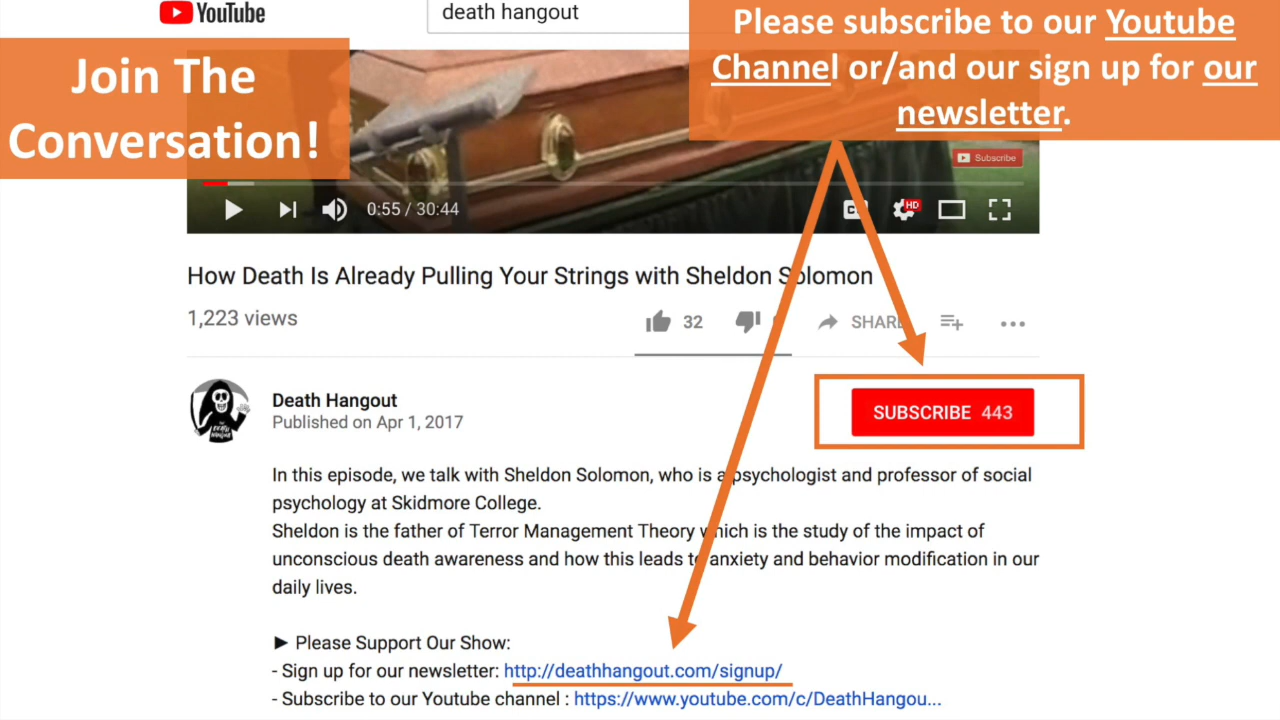 YouTube
death hangout
Please subscribe to our Youtube
Channel or/and our sign up for our
newsletter.
Join The
Conversation!
Subscribe
0:55 / 30:44
HD
How Death Is Already Pulling Your Strings with Sheldon Solomon
1,223 views
32
SHARE
Death Hangout
Published on Apr 1, 2017
SUBSCRIBE 443
In this episode, we talk with Sheldon Solomon, who is a psychologist and professor of social
psychology at Skidmore College.
Sheldon is the father of Terror Management Theory which is the study of the impact of
unconscious death awareness and how this leads to anxiety and behavior modification in our
daily lives.
► Please Support Our Show:
- Sign up for our newsletter: http://deathhangout.com/signup/
- Subscribe to our Youtube channel : https://www.youtube.com/c/DeathHangou...